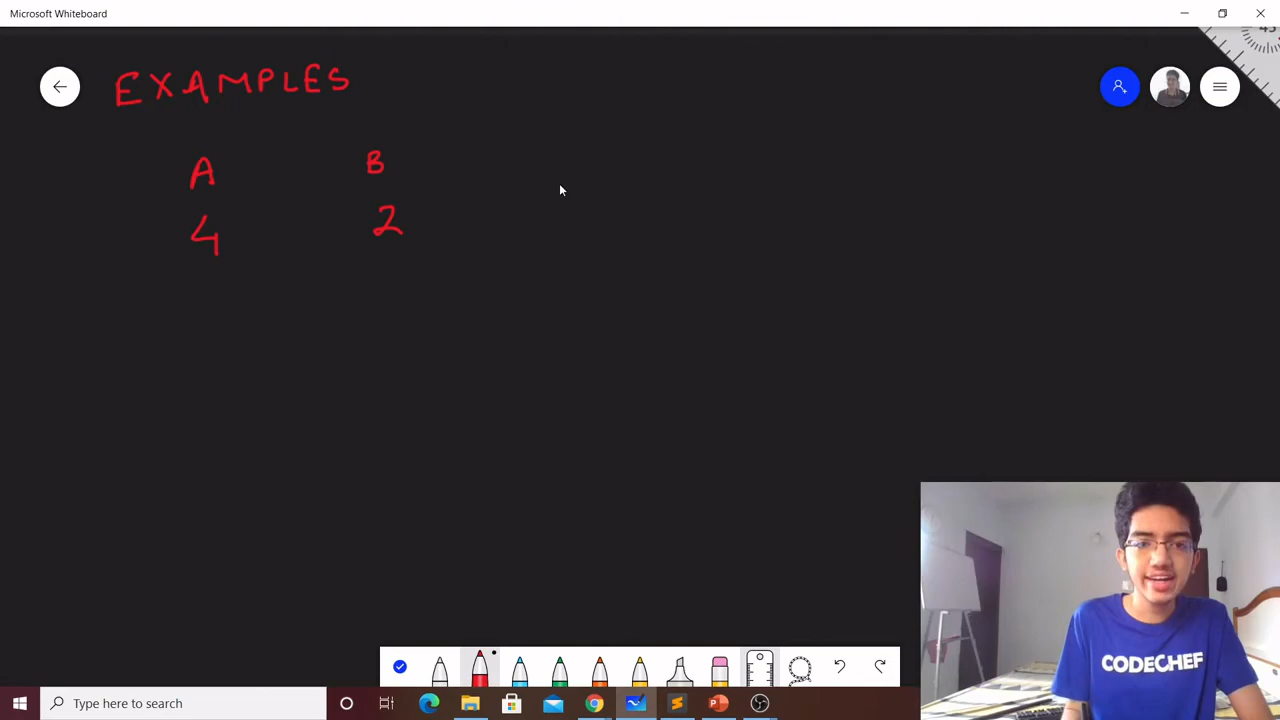 Microsoft Whiteboard
EXAMPLES
A B
4 2
CODECHEF
Type here to search